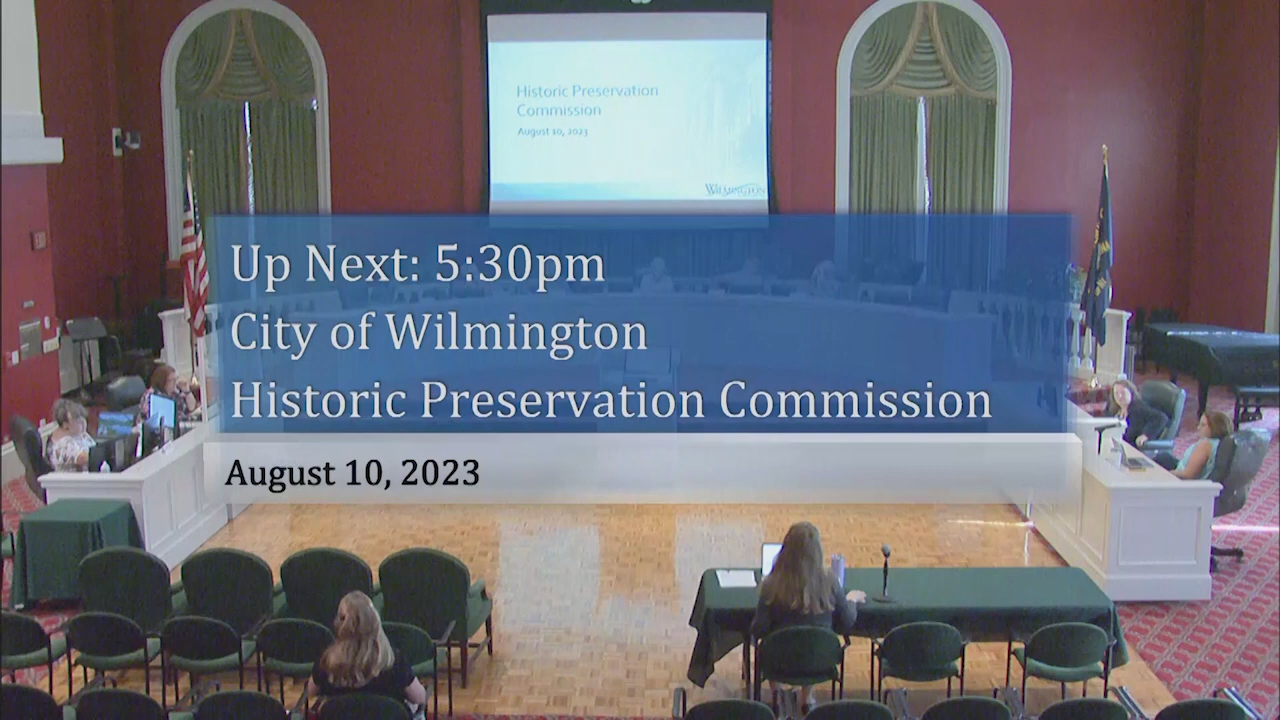 Historic Preservation
Commission
August 10, 2023
WILMINGTON
Up Next: 5:30pm
City of Wilmington
Historic Preservation Commission
August 10, 2023